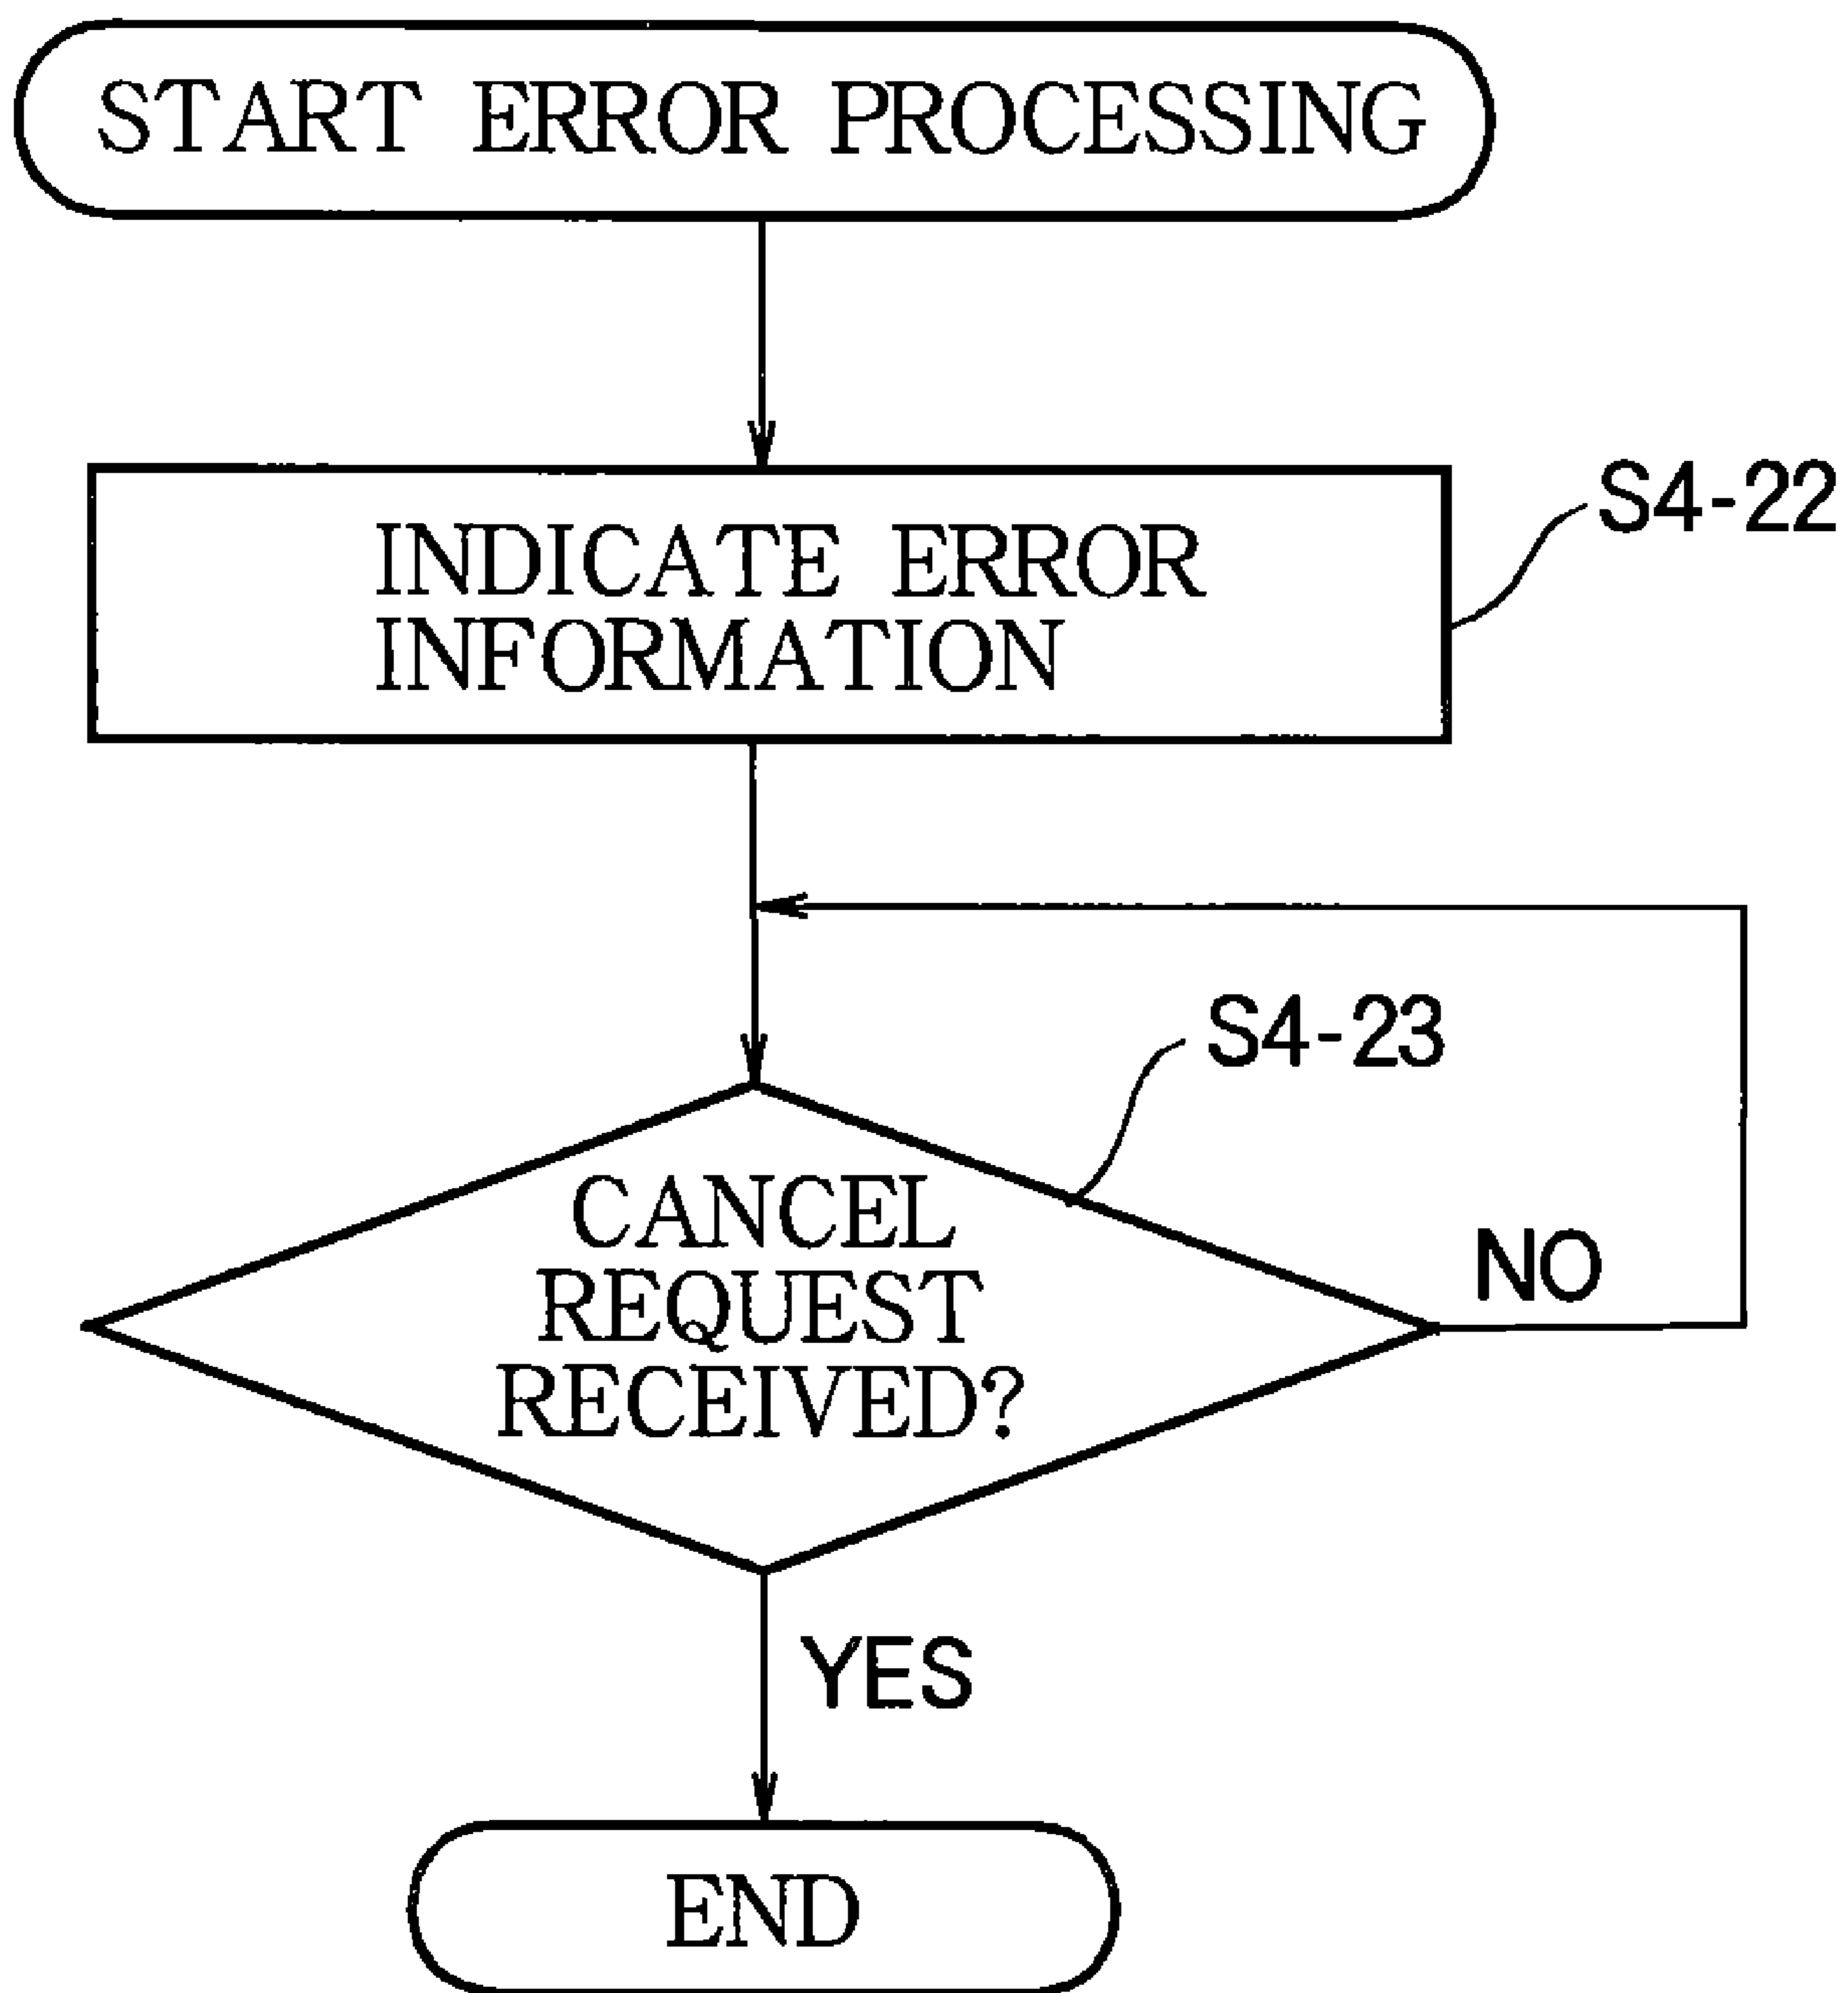 START ERROR PROCESSING
S4-22
INDICATE ERROR
INFORMATION
S4-23
CANCEL
REQUEST
RECEIVED?
NO
YES
END